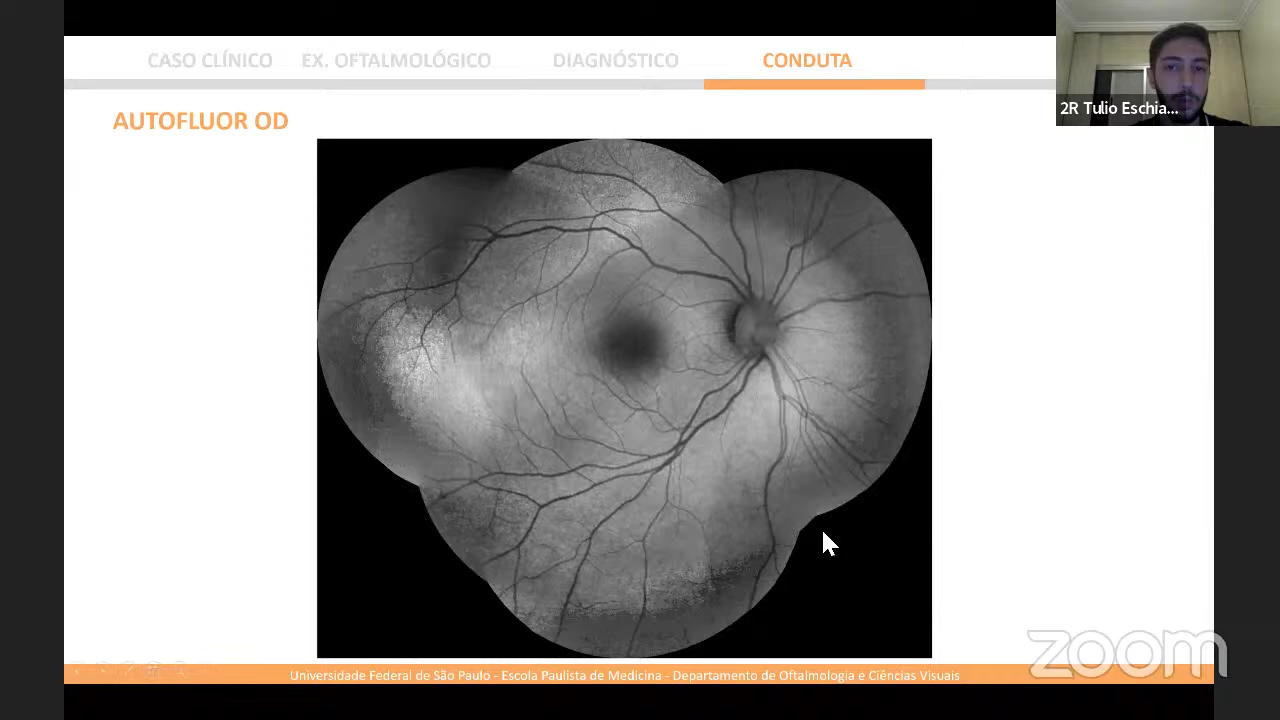 CASO CLÍNICO EX. OFTALMOLÓGICO DIAGNÓSTICO CONDUTA
2R Tulio Eschia...
AUTOFLUOR OD
zoom
Universidade Federal de São Paulo - Escola Paulista de Medicina - Departamento de Oftalmologia e Ciências Visuais